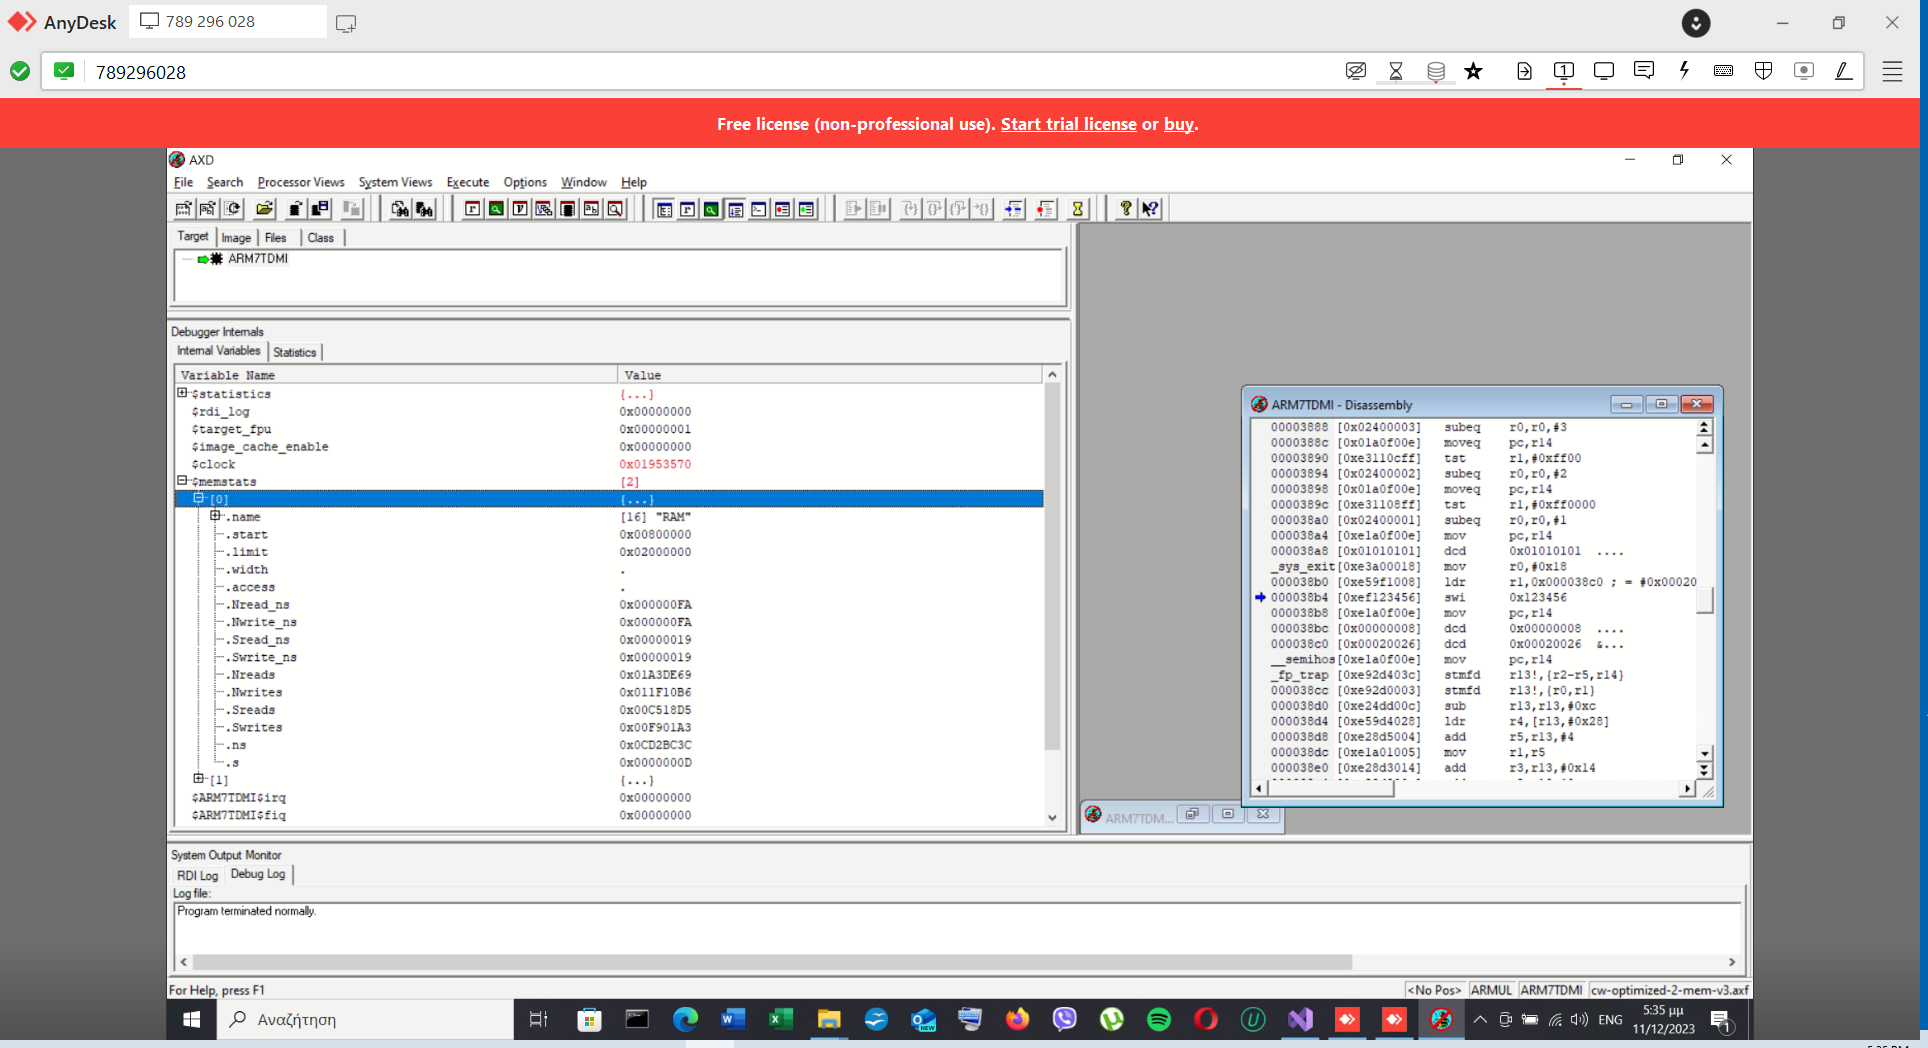 AnyDesk 789 296 028
789296028
Free license (non-professional use). Start trial license or buy.
AXD
File Search Processor Views System Views Execute Options Window Help
Target Image Files Class
ARM7TDMI
Debugger Internals
Internal Variables Statistics
Variable Name Value
$statistics {...}
$rdi_log 0x00000000
$target_fpu 0x00000001
$image_cache_enable 0x00000000
$clock 0x01953570
$memstats [2]
[0] {...}
.name [16] "RAM"
.start 0x00800000
.limit 0x02000000
.width .
.access .
.Nread_ns 0x000000FA
.Nwrite_ns 0x000000FA
.Sread_ns 0x00000019
.Swrite_ns 0x00000019
.Nreads 0x01A3DE69
.Nwrites 0x011F10B6
.Sreads 0x00C518D5
.Swrites 0x00F901A3
.ns 0x0CD2BC3C
.s 0x0000000D
[1] {...}
$ARM7TDMI$irq 0x00000000
$ARM7TDMI$fiq 0x00000000
ARM7TDMI - Disassembly
00003888 [0x02400003] subeq r0,r0,#3
0000388c [0x01a0f00e] moveq pc,r14
00003890 [0xe3110cff] tst r1,#0xff00
00003894 [0x02400002] subeq r0,r0,#2
00003898 [0x01a0f00e] moveq pc,r14
0000389c [0xe31108ff] tst r1,#0xff0000
000038a0 [0x02400001] subeq r0,r0,#1
000038a4 [0xe1a0f00e] mov pc,r14
000038a8 [0x01010101] dcd 0x01010101 ....
_sys_exit[0xe3a00018] mov r0,#0x18
000038b0 [0xe59f1008] ldr r1,0x000038c0 ; = #0x00020
000038b4 [0xef123456] swi 0x123456
000038b8 [0xe1a0f00e] mov pc,r14
000038bc [0x00000008] dcd 0x00000008 ....
000038c0 [0x00020026] dcd 0x00020026 &...
__semihos[0xe1a0f00e] mov pc,r14
_fp_trap [0xe92d403c] stmfd r13!,{r2-r5,r14}
000038cc [0xe92d0003] stmfd r13!,{r0,r1}
000038d0 [0xe24dd00c] sub r13,r13,#0xc
000038d4 [0xe59d4028] ldr r4,[r13,#0x28]
000038d8 [0xe28d5004] add r5,r13,#4
000038dc [0xe1a01005] mov r1,r5
000038e0 [0xe28d3014] add r3,r13,#0x14
ARM7TDM...
System Output Monitor
RDI Log Debug Log
Log file:
Program terminated normally.
For Help, press F1 <No Pos> ARMUL ARM7TDMI cw-optimized-2-mem-v3.axf
Αναζήτηση
ENG
5:35 μμ
11/12/2023
1